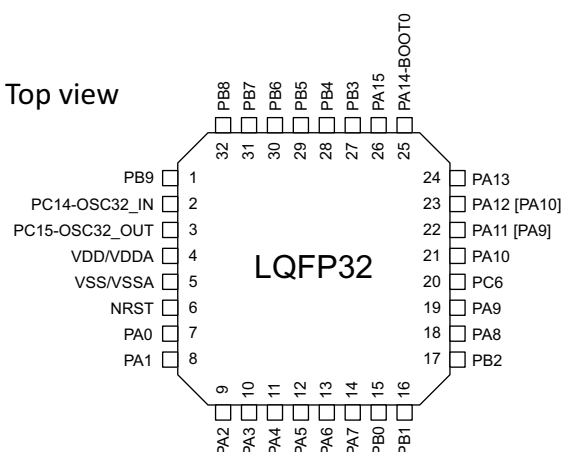 Top view
PB8 PB7 PB6 PB5 PB4 PB3 PA15 PA14-BOOT0
32 31 30 29 28 27 26 25
PB9 1 24 PA13
PC14-OSC32_IN 2 23 PA12 [PA10]
PC15-OSC32_OUT 3 22 PA11 [PA9]
VDD/VDDA 4 21 PA10
LQFP32
VSS/VSSA 5 20 PC6
NRST 6 19 PA9
PA0 7 18 PA8
PA1 8 17 PB2
9 10 11 12 13 14 15 16
PA2 PA3 PA4 PA5 PA6 PA7 PB0 PB1